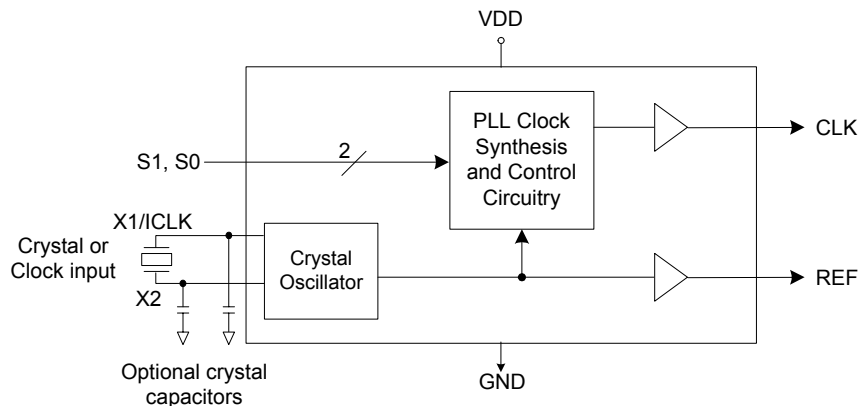 VDD
PLL Clock
Synthesis
and Control
Circuitry
CLK
S1, S0
2
X1/ICLK
Crystal or
Clock input
Crystal
Oscillator
REF
X2
Optional crystal
capacitors
GND